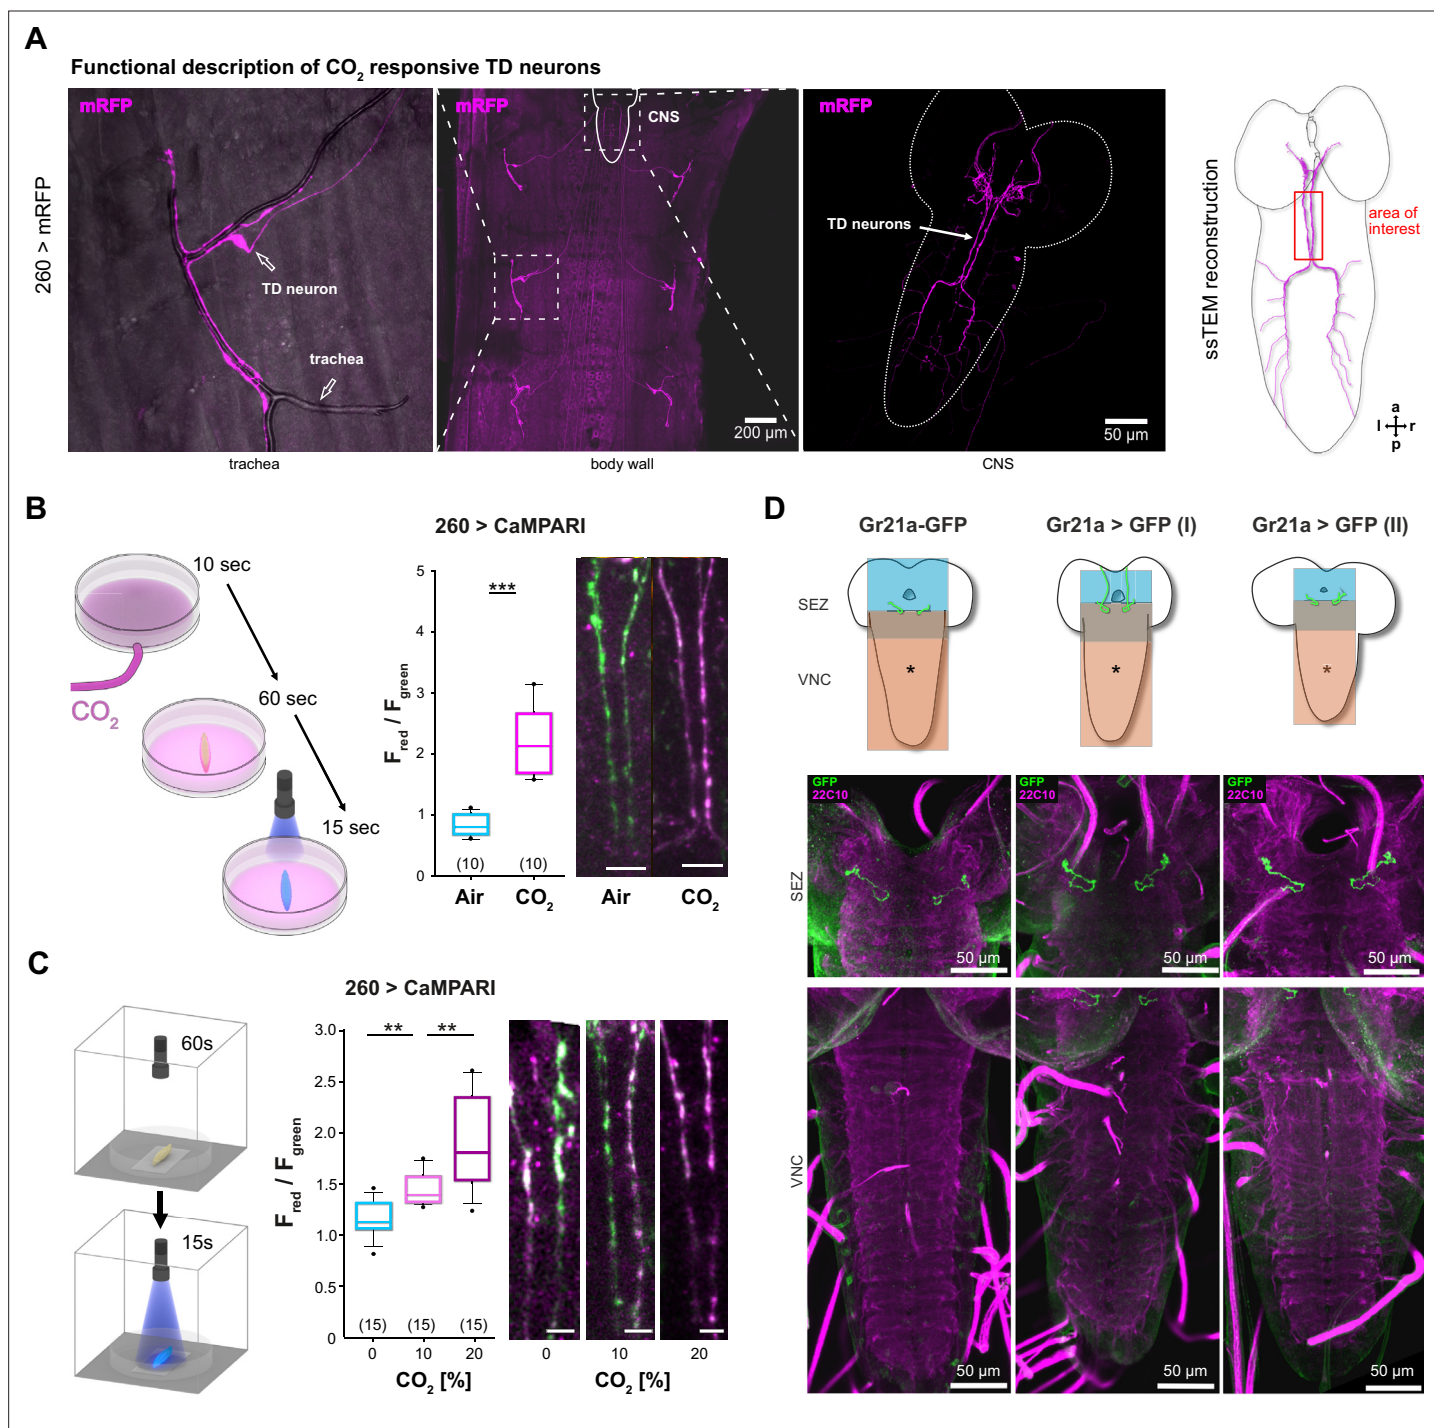 A
Functional description of CO2 responsive TD neurons
260 > mRFP
mRFP
TD neuron
trachea
trachea
mRFP
CNS
200 µm
body wall
mRFP
TD neurons
50 µm
CNS
ssTEM reconstruction
area of
interest
a
l r
p
B
10 sec
60 sec
15 sec
CO2
260 > CaMPARI
Fred / Fgreen
5
4
3
2
1
0
***
(10) (10)
Air CO2
Air CO2
C
60s
15s
260 > CaMPARI
Fred / Fgreen
3.0
2.5
2.0
1.5
1.0
0.5
0
** **
(15) (15) (15)
0 10 20
CO2 [%]
0 10 20
CO2 [%]
D
Gr21a-GFP Gr21a > GFP (I) Gr21a > GFP (II)
SEZ
VNC
* * *
SEZ
GFP
22C10
50 µm
GFP
22C10
50 µm
GFP
22C10
50 µm
VNC
50 µm 50 µm 50 µm